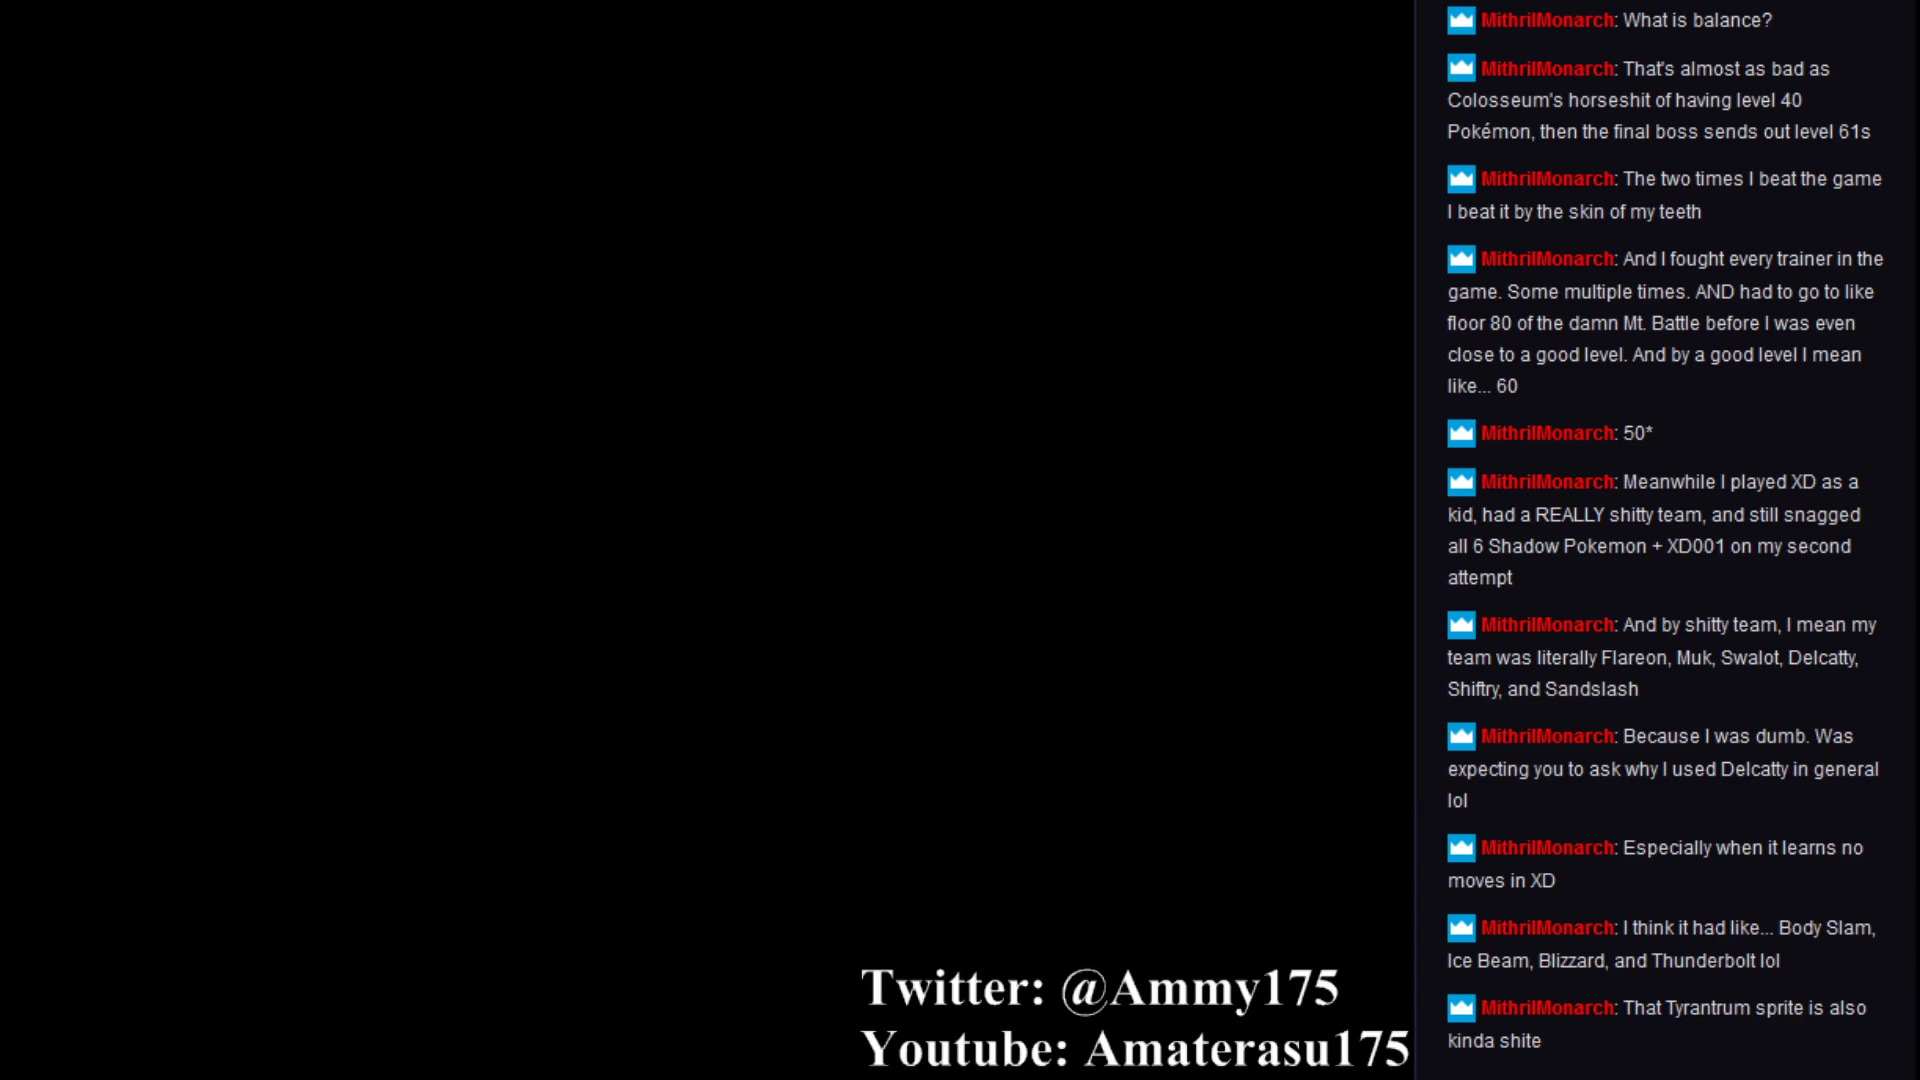 MithrilMonarch: What is balance?
MithrilMonarch: That's almost as bad as
Colosseum's horseshit of having level 40
Pokémon, then the final boss sends out level 61s
MithrilMonarch: The two times I beat the game
I beat it by the skin of my teeth
MithrilMonarch: And I fought every trainer in the
game. Some multiple times. AND had to go to like
floor 80 of the damn Mt. Battle before I was even
close to a good level. And by a good level I mean
like... 60
MithrilMonarch: 50*
MithrilMonarch: Meanwhile I played XD as a
kid, had a REALLY shitty team, and still snagged
all 6 Shadow Pokemon + XD001 on my second
attempt
MithrilMonarch: And by shitty team, I mean my
team was literally Flareon, Muk, Swalot, Delcatty,
Shiftry, and Sandslash
MithrilMonarch: Because I was dumb. Was
expecting you to ask why I used Delcatty in general
lol
MithrilMonarch: Especially when it learns no
moves in XD
MithrilMonarch: I think it had like... Body Slam,
Ice Beam, Blizzard, and Thunderbolt lol
MithrilMonarch: That Tyrantrum sprite is also
kinda shite
Twitter: @Ammy175
Youtube: Amaterasu175